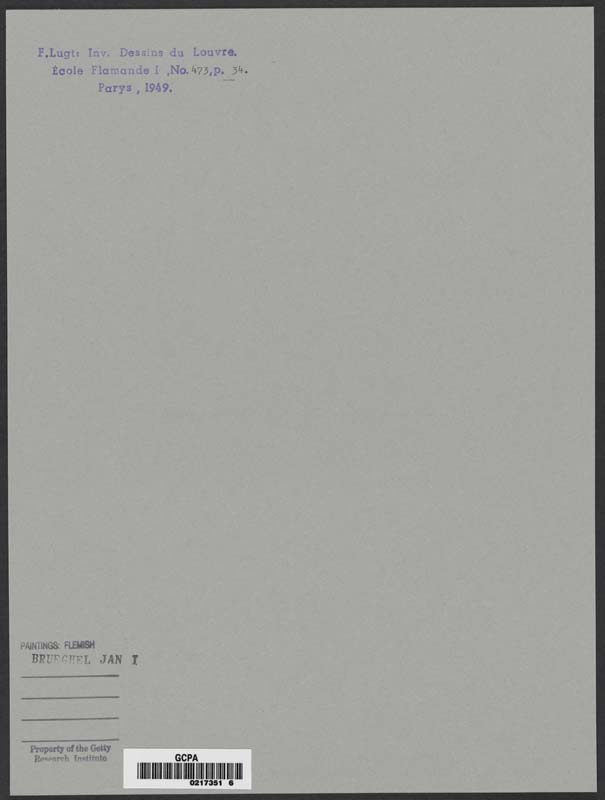 F.Lugt: Inv. Dessins du Louvre.
École Flamande I ,No. 473,p. 34.
Parys , 1949.
PAINTINGS: FLEMISH
BRUEGHEL JAN I
Property of the Getty
Research Institute
GCPA
0217351 6